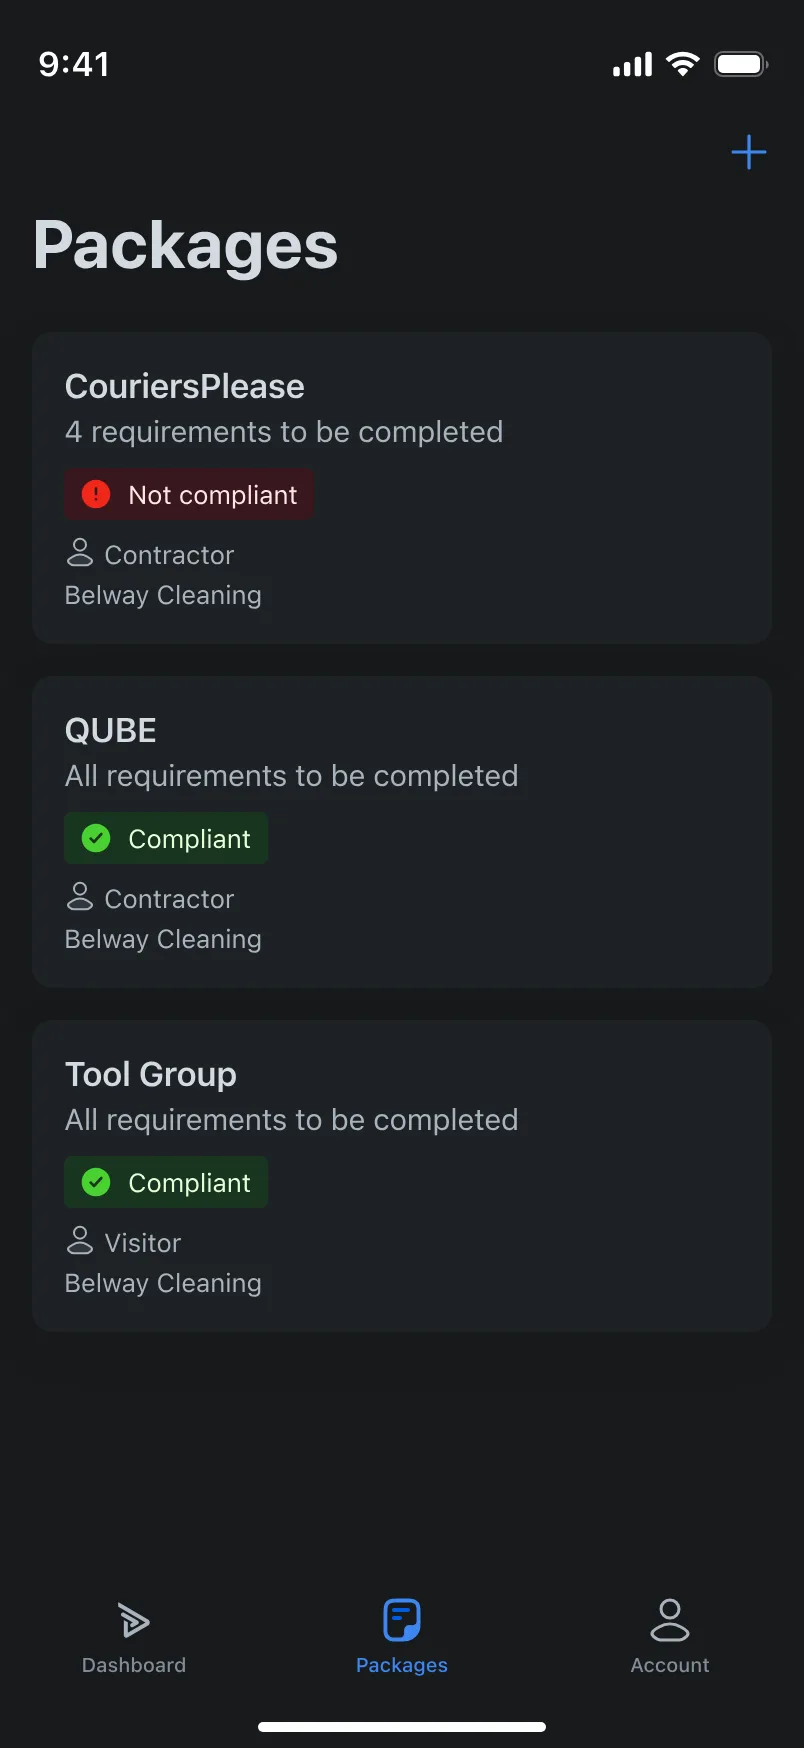 9:41
Packages
CouriersPlease
4 requirements to be completed
Not compliant
Contractor
Belway Cleaning
QUBE
All requirements to be completed
Compliant
Contractor
Belway Cleaning
Tool Group
All requirements to be completed
Compliant
Visitor
Belway Cleaning
Dashboard
Packages
Account